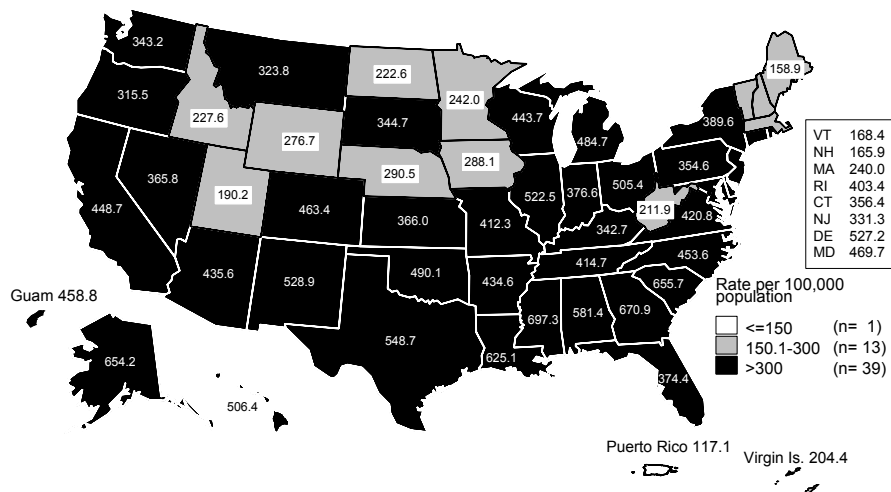 343.2
315.5
448.7
365.8
227.6
323.8
276.7
190.2
463.4
435.6
528.9
222.6
344.7
290.5
366.0
490.1
548.7
242.0
288.1
412.3
434.6
625.1
443.7
522.5
484.7
376.6
505.4
342.7
414.7
697.3
581.4
670.9
374.4
655.7
453.6
420.8
211.9
354.6
389.6
158.9
VT 168.4
NH 165.9
MA 240.0
RI 403.4
CT 356.4
NJ 331.3
DE 527.2
MD 469.7
Guam 458.8
654.2
506.4
Rate per 100,000
population
<=150 (n= 1)
150.1-300 (n= 13)
>300 (n= 39)
Puerto Rico 117.1
Virgin Is. 204.4